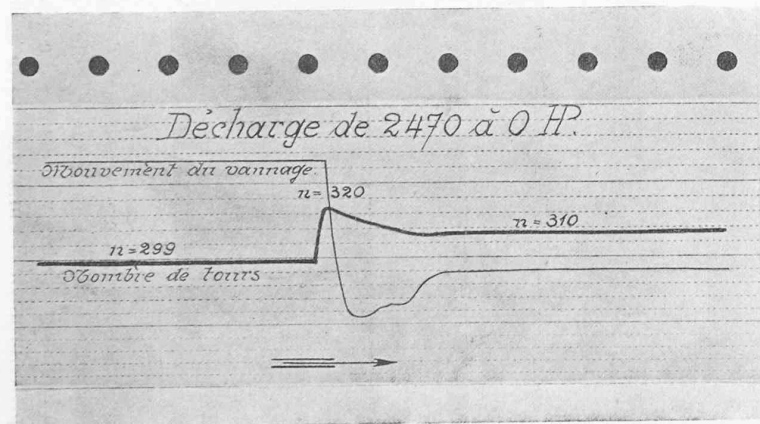 Décharge de 2470 à 0 HP.
Mouvement du vannage.
n = 320
n = 310
n = 299
Nombre de tours